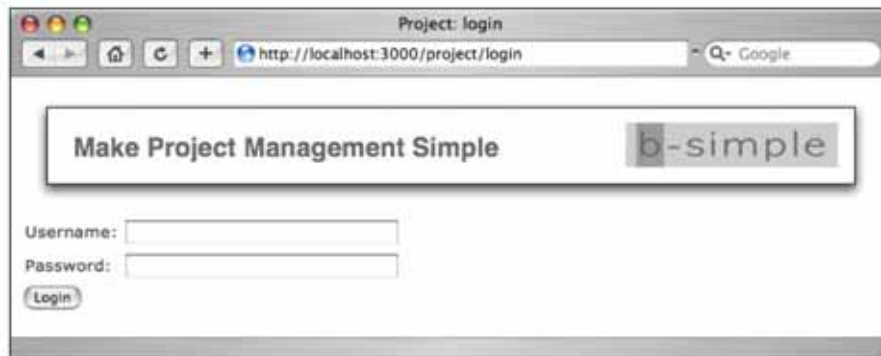 Project: login
http://localhost:3000/project/login
Google
Make Project Management Simple
b-simple
Username:
Password:
Login